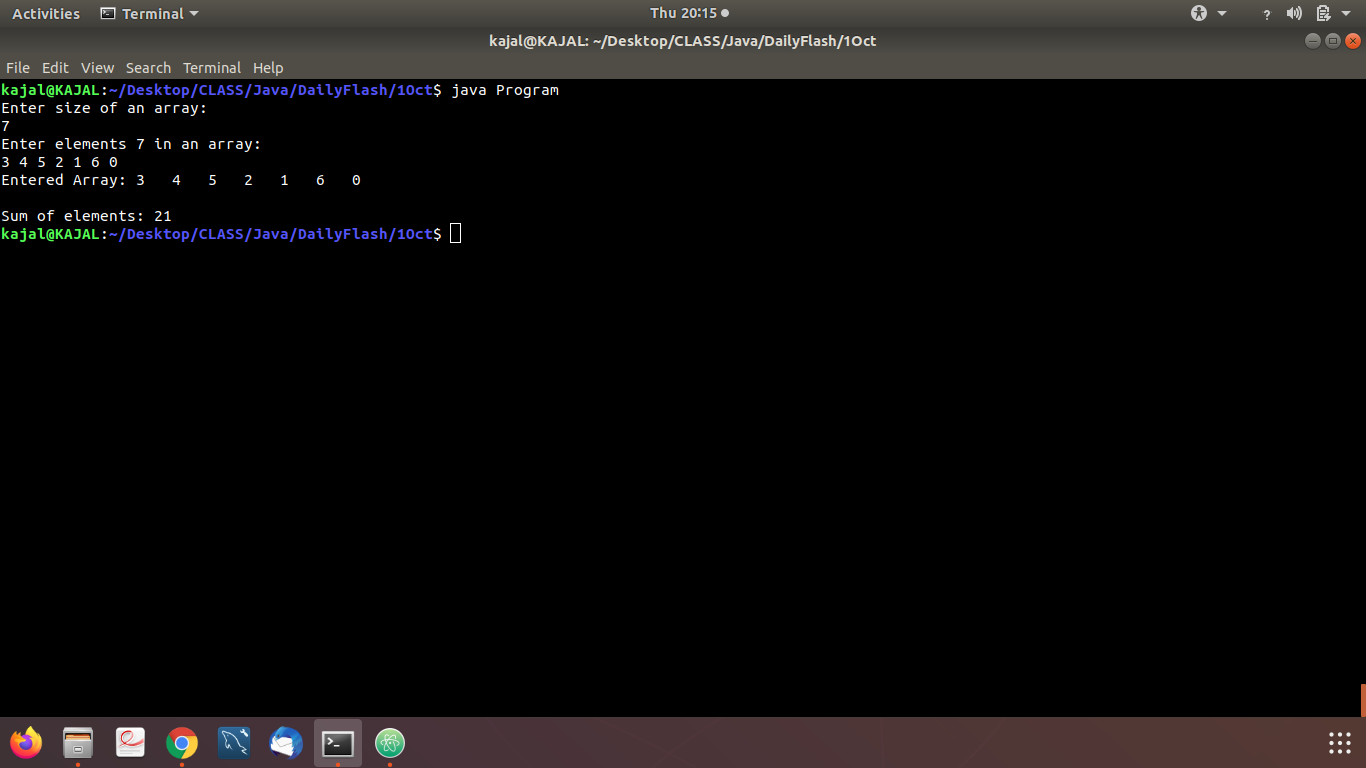 Activities Terminal Thu 20:15
kajal@KAJAL: ~/Desktop/CLASS/Java/DailyFlash/1Oct
File Edit View Search Terminal Help
kajal@KAJAL:~/Desktop/CLASS/Java/DailyFlash/1Oct$ java Program
Enter size of an array:
7
Enter elements 7 in an array:
3 4 5 2 1 6 0
Entered Array: 3   4   5   2   1   6   0
Sum of elements: 21
kajal@KAJAL:~/Desktop/CLASS/Java/DailyFlash/1Oct$